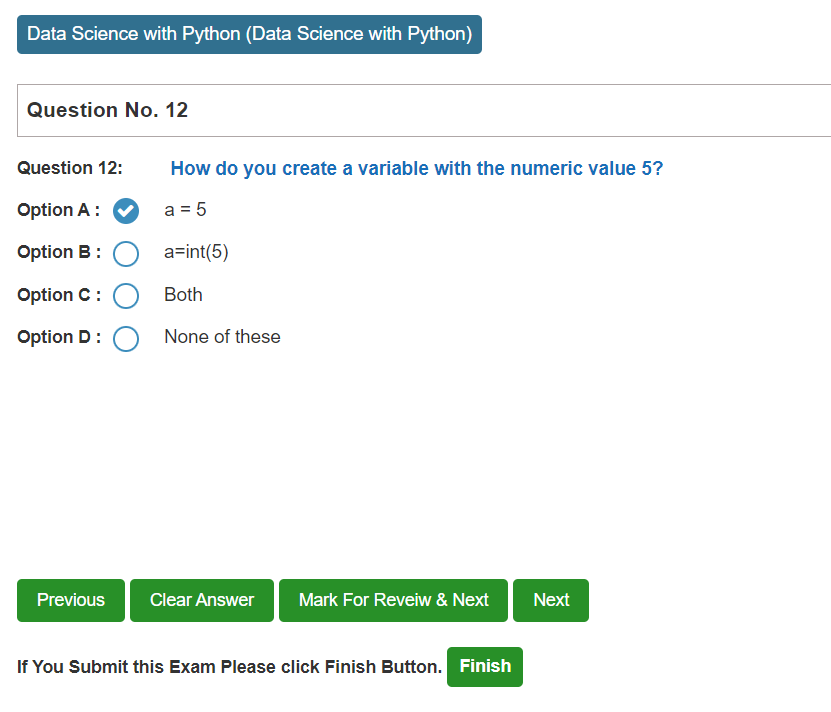 Data Science with Python (Data Science with Python)
Question No. 12
Question 12: How do you create a variable with the numeric value 5?
Option A : a = 5
Option B : a=int(5)
Option C : Both
Option D : None of these
Previous Clear Answer Mark For Reveiw & Next Next
If You Submit this Exam Please click Finish Button. Finish